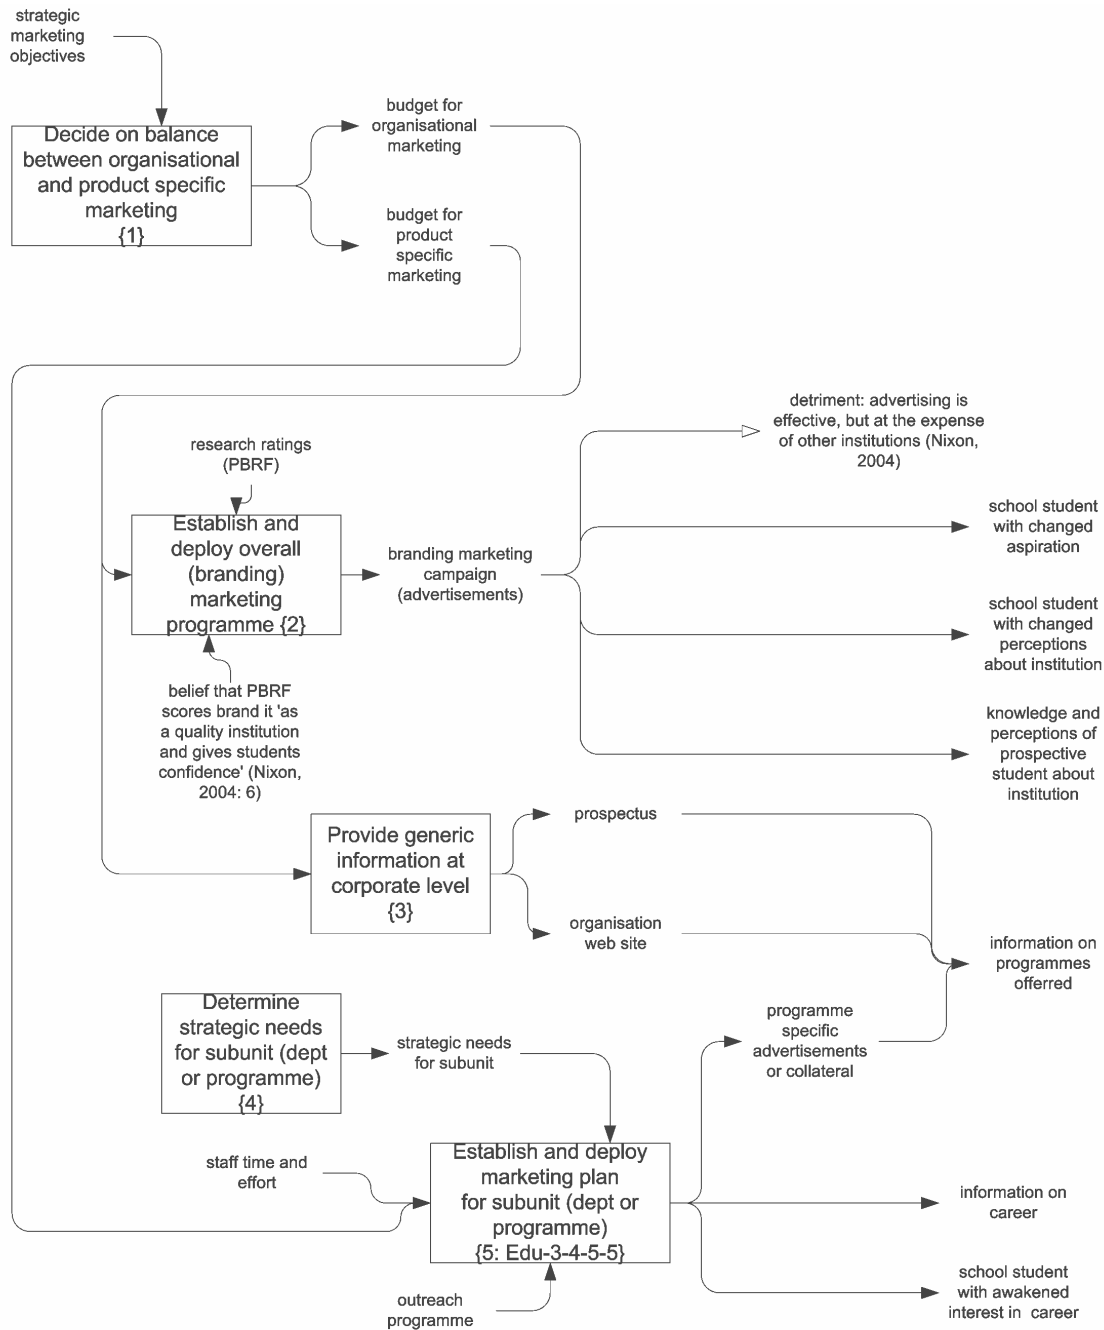 strategic
marketing
objectives
Decide on balance
between organisational
and product specific
marketing
{1}
budget for
organisational
marketing
budget for
product
specific
marketing
detriment: advertising is
effective, but at the expense
of other institutions (Nixon,
2004)
research ratings
(PBRF)
Establish and
deploy overall
(branding)
marketing
programme {2}
branding marketing
campaign
(advertisements)
school student
with changed
aspiration
school student
with changed
perceptions
about institution
belief that PBRF
scores brand it 'as
a quality institution
and gives students
confidence' (Nixon,
2004: 6)
knowledge and
perceptions of
prospective
student about
institution
Provide generic
information at
corporate level
{3}
prospectus
organisation
web site
information on
programmes
offerred
Determine
strategic needs
for subunit (dept
or programme)
{4}
strategic needs
for subunit
programme
specific
advertisements
or collateral
staff time and
effort
Establish and deploy
marketing plan
for subunit (dept or
programme)
{5: Edu-3-4-5-5}
information on
career
outreach
programme
school student
with awakened
interest in  career